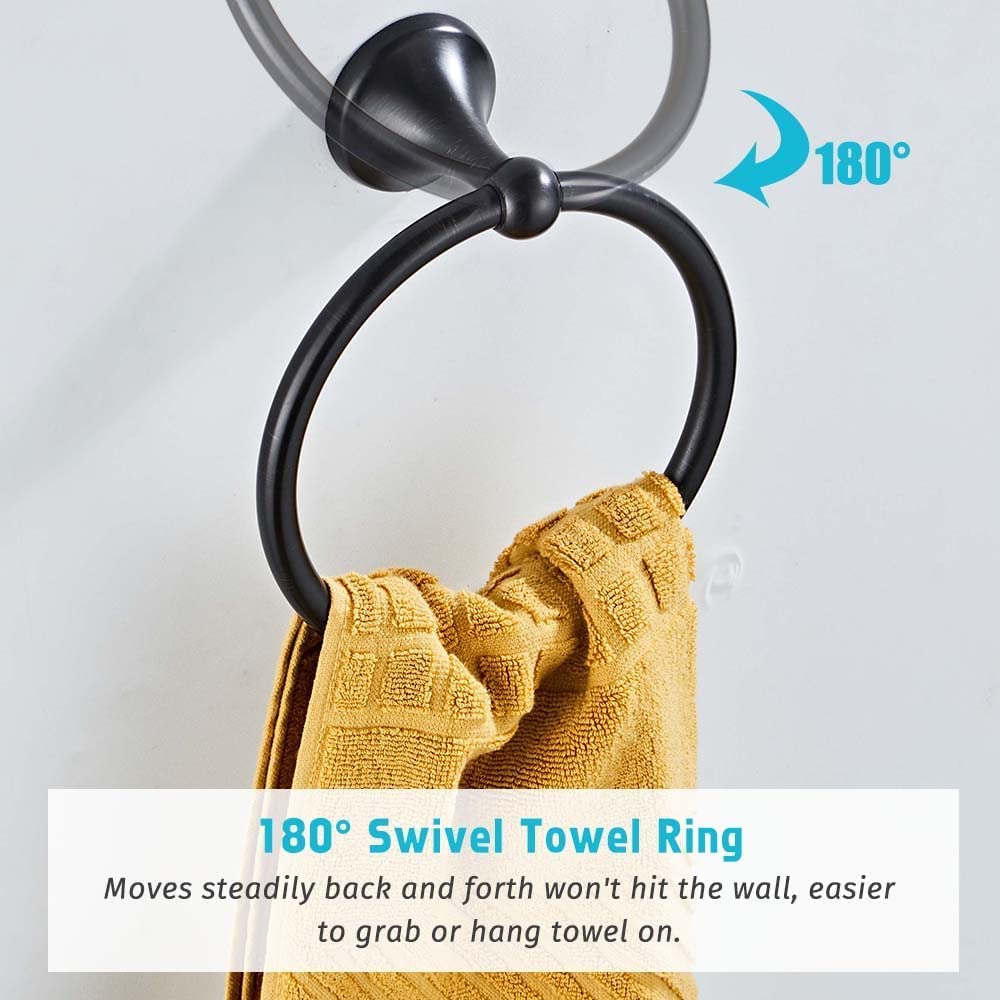 180°
180° Swivel Towel Ring
Moves steadily back and forth won't hit the wall, easier
to grab or hang towel on.